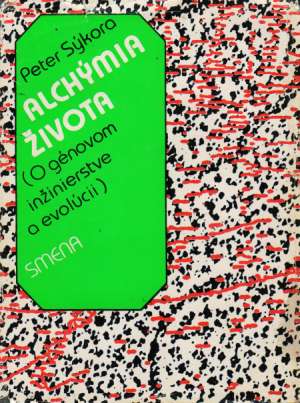 Peter Sýkora
ALCHÝMIA
ŽIVOTA
(O génovom
inžinierstve
a evolúcii)
SMENA